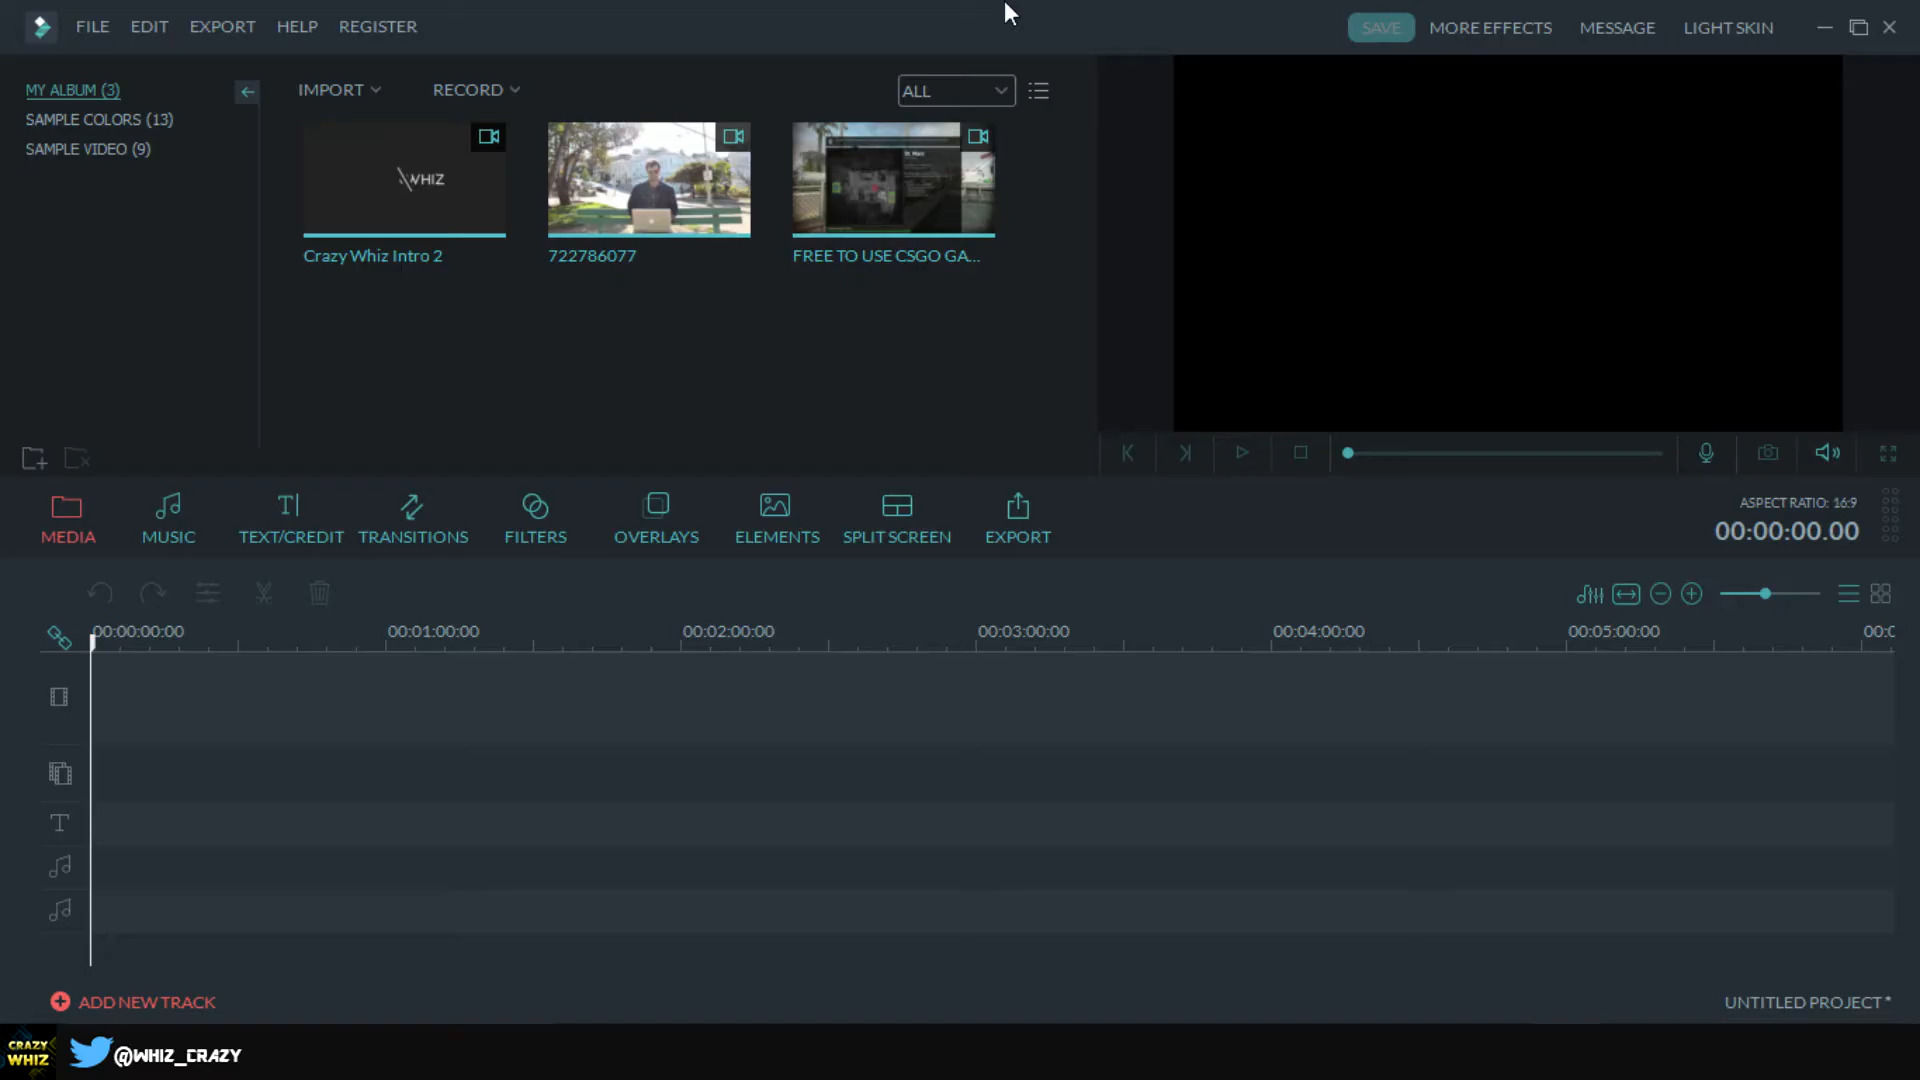 FILE EDIT EXPORT HELP REGISTER SAVE MORE EFFECTS MESSAGE LIGHT SKIN
MY ALBUM (3)
SAMPLE COLORS (13)
SAMPLE VIDEO (9)
IMPORT RECORD ALL
WHIZ
Crazy Whiz Intro 2 722786077 FREE TO USE CSGO GA...
MEDIA MUSIC TEXT/CREDIT TRANSITIONS FILTERS OVERLAYS ELEMENTS SPLIT SCREEN EXPORT
ASPECT RATIO: 16:9
00:00:00.00
00:00:00:00 00:01:00:00 00:02:00:00 00:03:00:00 00:04:00:00 00:05:00:00
ADD NEW TRACK UNTITLED PROJECT *
CRAZY
WHIZ
@WHIZ_CRAZY